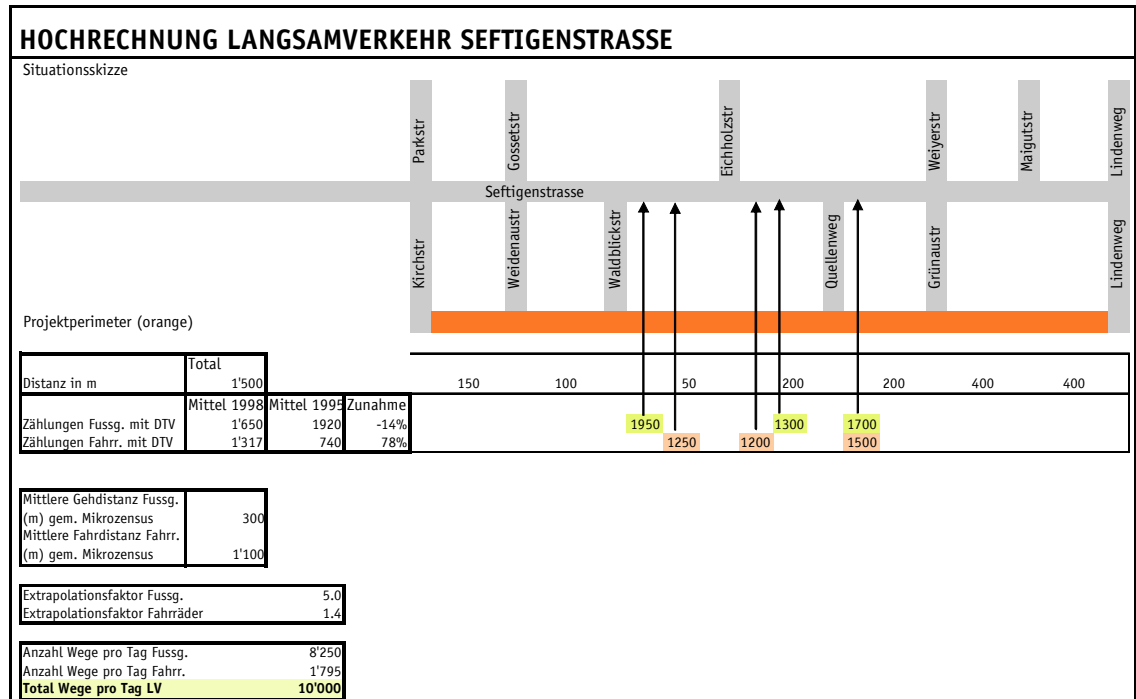 HOCHRECHNUNG LANGSAMVERKEHR SEFTIGENSTRASSE
Situationsskizze
Parkstr
Gossetstr
Eichholzstr
Weiyerstr
Maigutstr
Lindenweg
Seftigenstrasse
Kirchstr
Weidenaustr
Waldblickstr
Quellenweg
Grünaustr
Lindenweg
Projektperimeter (orange)
Total
Distanz in m 1'500 150 100 50 200 200 400 400
Mittel 1998 Mittel 1995 Zunahme
Zählungen Fussg. mit DTV 1'650 1920 -14% 1950 1300 1700
Zählungen Fahrr. mit DTV 1'317 740 78% 1250 1200 1500
Mittlere Gehdistanz Fussg.
(m) gem. Mikrozensus 300
Mittlere Fahrdistanz Fahrr.
(m) gem. Mikrozensus 1'100
Extrapolationsfaktor Fussg. 5.0
Extrapolationsfaktor Fahrräder 1.4
Anzahl Wege pro Tag Fussg. 8'250
Anzahl Wege pro Tag Fahrr. 1'795
Total Wege pro Tag LV 10'000